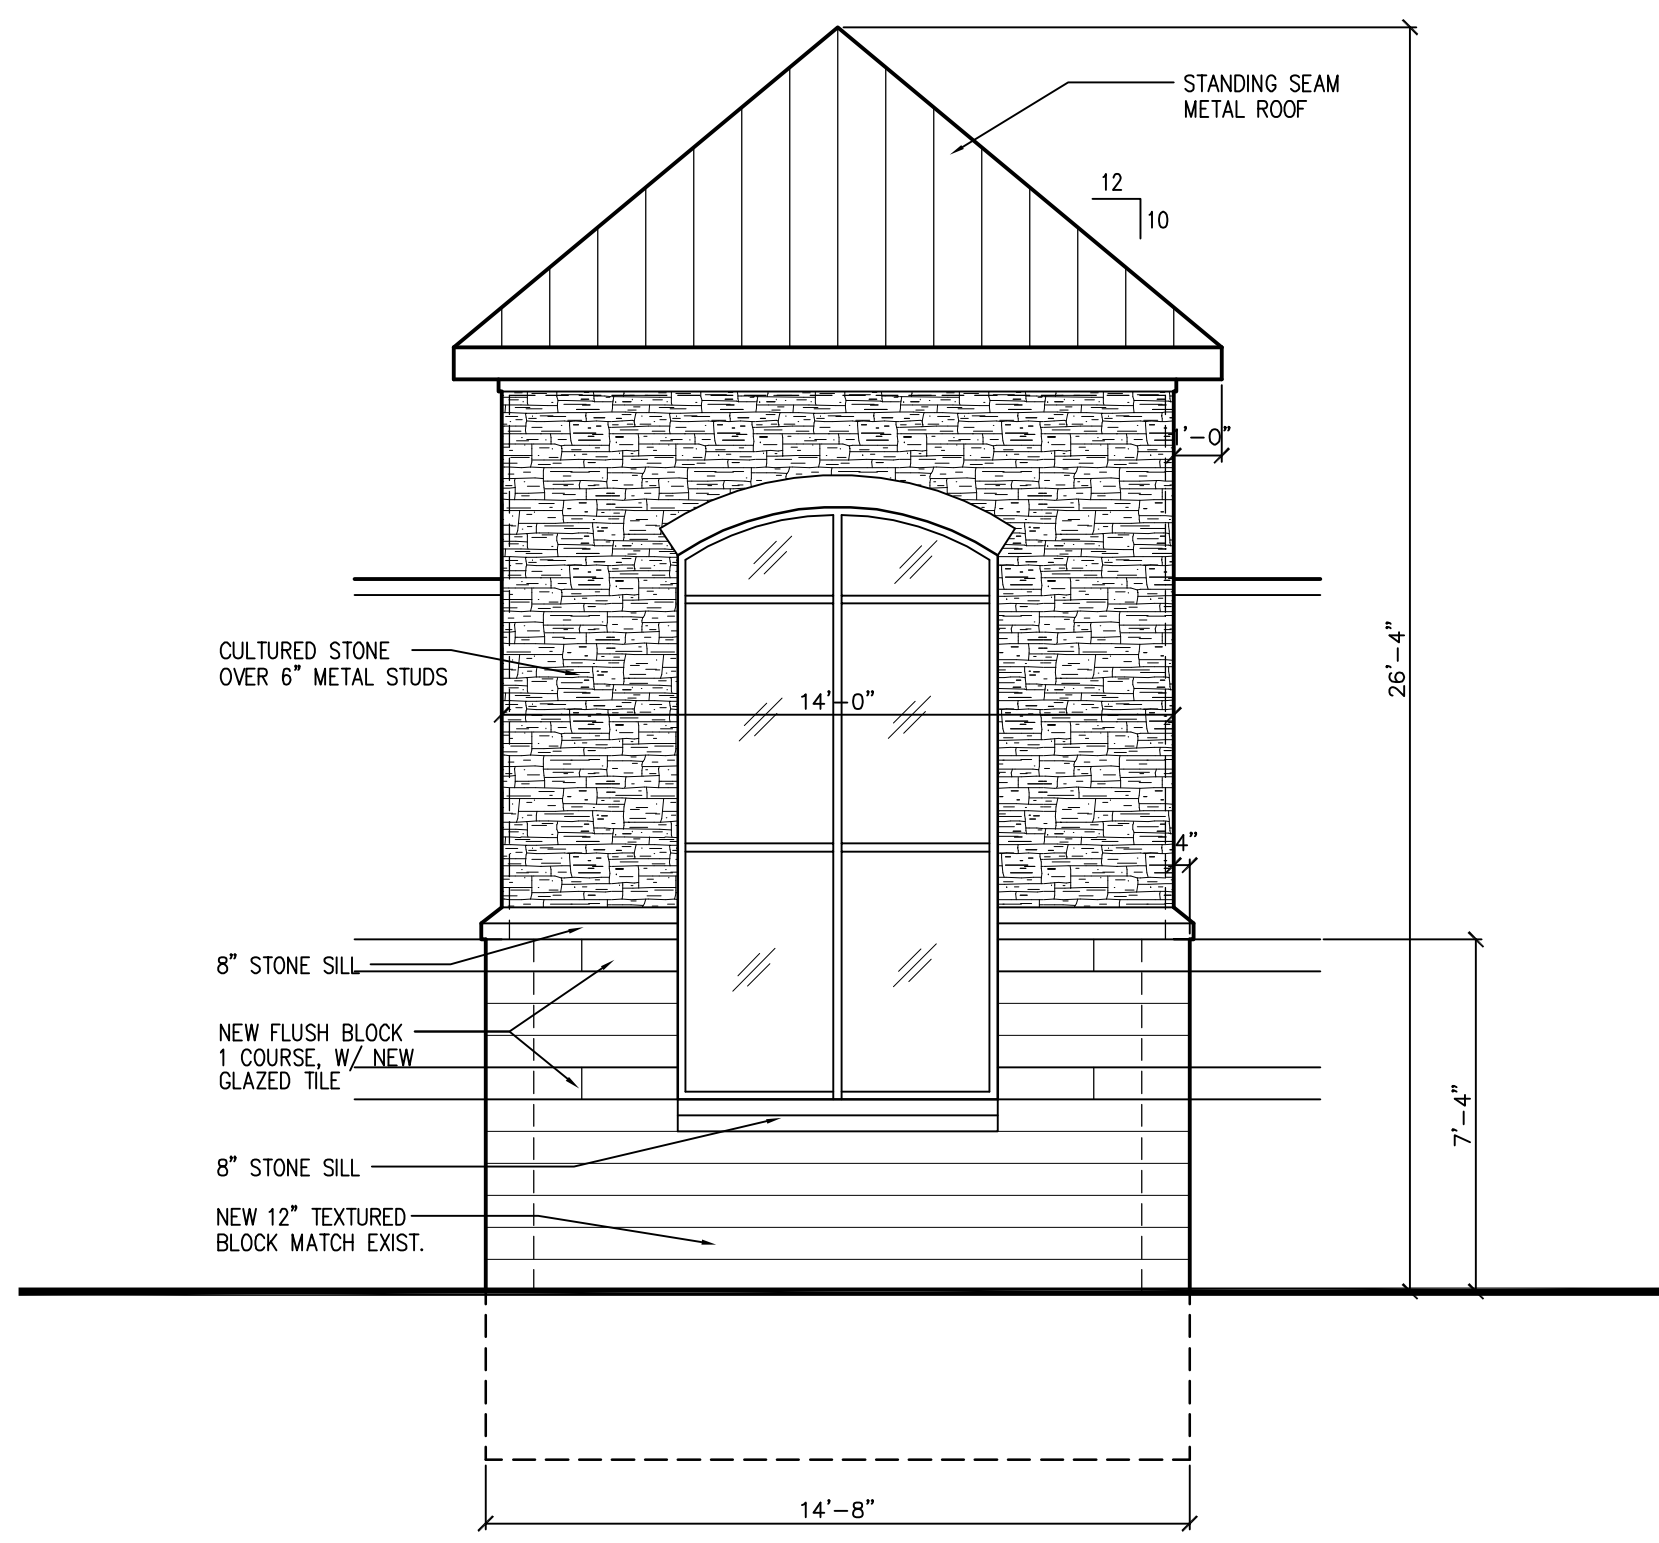 STANDING SEAM
METAL ROOF
12
10
1'-0"
26'-4"
CULTURED STONE
OVER 6" METAL STUDS
14'-0"
4"
8" STONE SILL
NEW FLUSH BLOCK
1 COURSE, W/ NEW
GLAZED TILE
7'-4"
8" STONE SILL
NEW 12" TEXTURED
BLOCK MATCH EXIST.
14'-8"